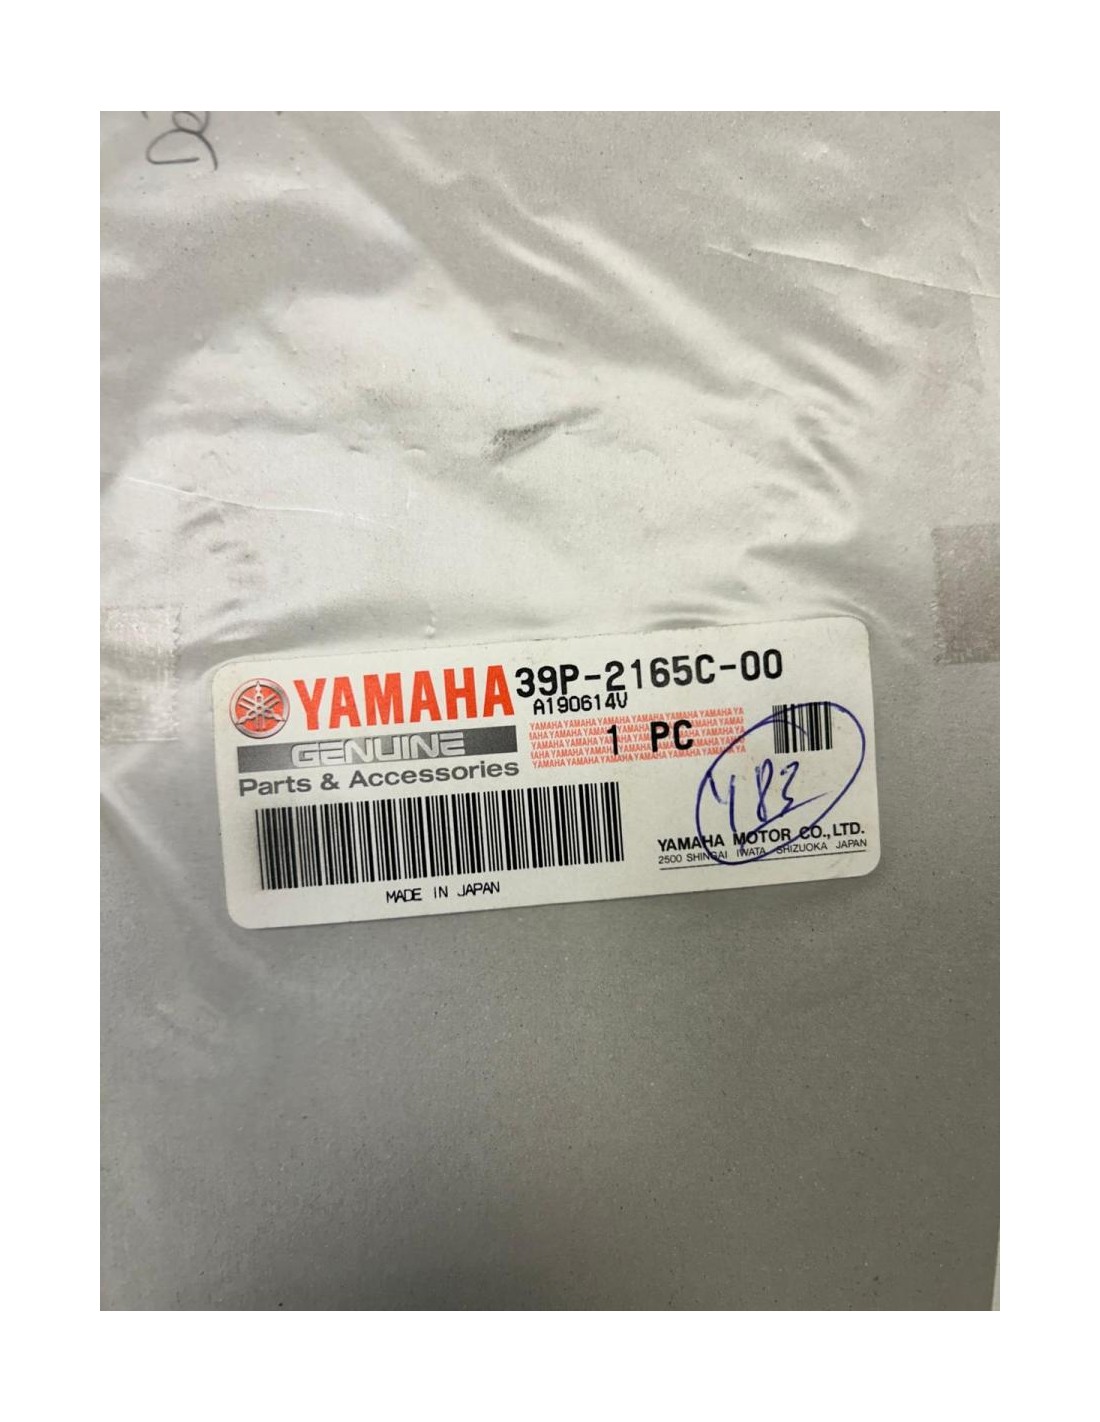 YAMAHA 39P-2165C-00
A190614V
GENUINE
1 PC
Parts & Accessories
483
YAMAHA MOTOR CO.,LTD.
2500 SHINGAI IWATA SHIZUOKA JAPAN
MADE IN JAPAN